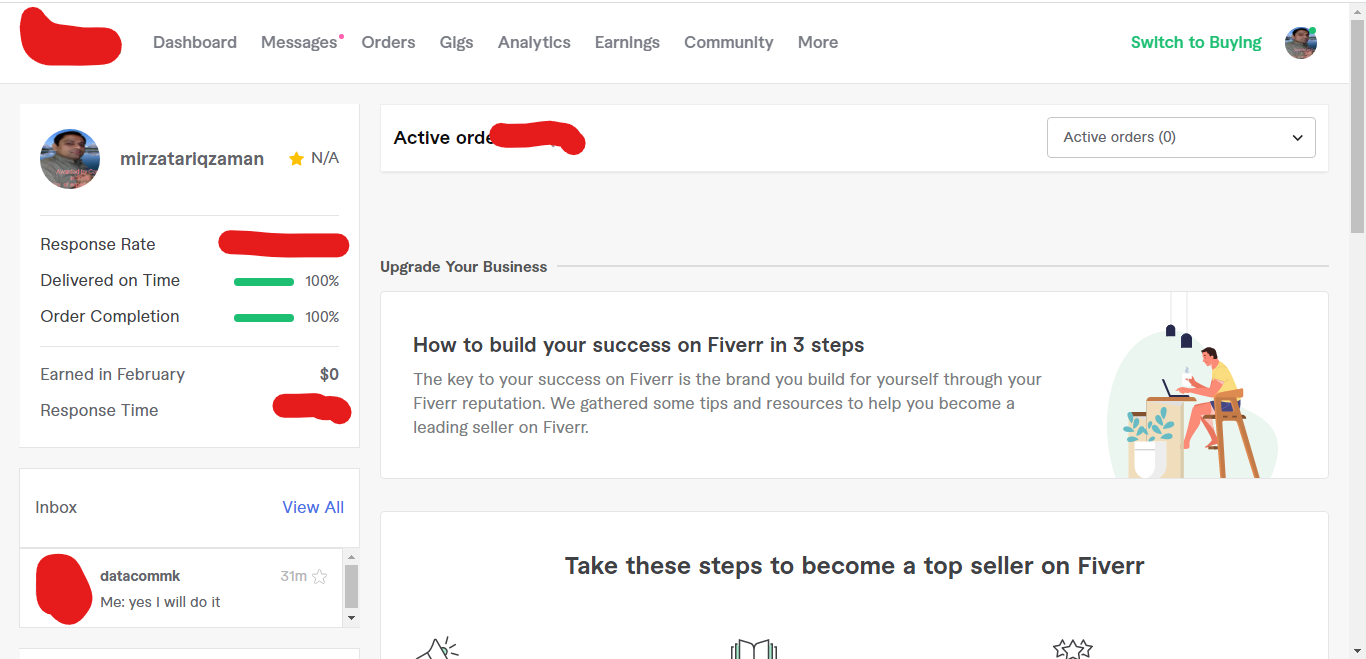 Dashboard Messages Orders Gigs Analytics Earnings Community More Switch to Buying
mirzatariqzaman N/A
Response Rate
Delivered on Time 100%
Order Completion 100%
Earned in February $0
Response Time
Inbox View All
datacommk 31m
Me: yes I will do it
Active orde
Active orders (0)
Upgrade Your Business
How to build your success on Fiverr in 3 steps
The key to your success on Fiverr is the brand you build for yourself through your
Fiverr reputation. We gathered some tips and resources to help you become a
leading seller on Fiverr.
Take these steps to become a top seller on Fiverr